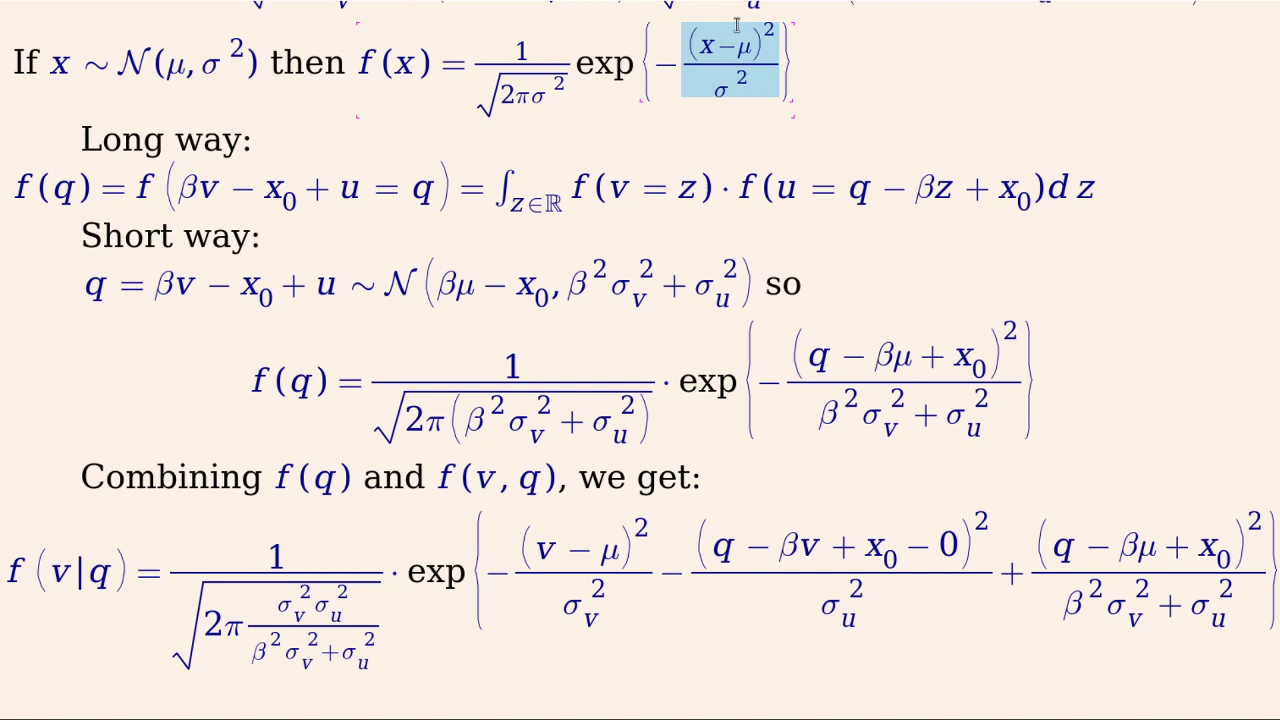 If x ∼ 𝒩(μ, σ²) then f(x) = 1/√(2πσ²) exp{−(x−μ)²/σ²}
Long way:
f(q) = f(βv − x₀ + u = q) = ∫_{z∈ℝ} f(v = z) · f(u = q − βz + x₀)dz
Short way:
q = βv − x₀ + u ∼ 𝒩(βμ − x₀, β²σ_v² + σ_u²) so
f(q) = 1/√(2π(β²σ_v² + σ_u²)) · exp{−(q − βμ + x₀)²/(β²σ_v² + σ_u²)}
Combining f(q) and f(v, q), we get:
f(v|q) = 1/√(2π σ_v²σ_u²/(β²σ_v²+σ_u²)) · exp{−(v − μ)²/σ_v² − (q − βv + x₀ − 0)²/σ_u² + (q − βμ + x₀)²/(β²σ_v² + σ_u²)}